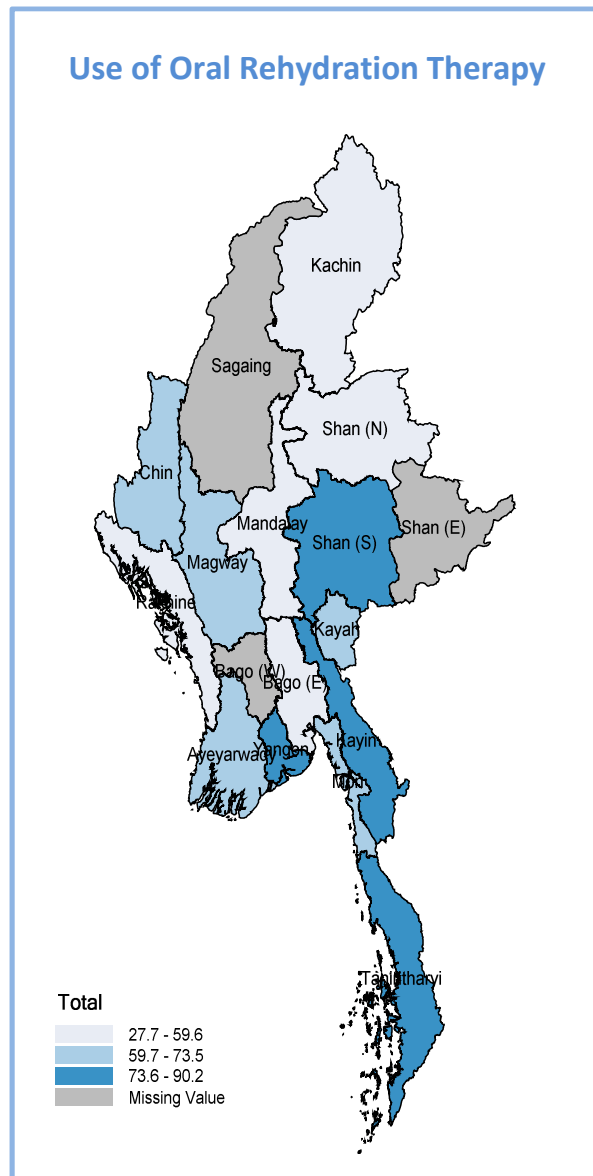 Use of Oral Rehydration Therapy
Kachin
Sagaing
Shan (N)
Chin
Mandalay
Shan (E)
Shan (S)
Magway
Rakhine
Kayah
Bago (W)
Bago (E)
Kayin
Yangon
Ayeyarwady
Mon
Tanintharyi
Total
27.7 - 59.6
59.7 - 73.5
73.6 - 90.2
Missing Value